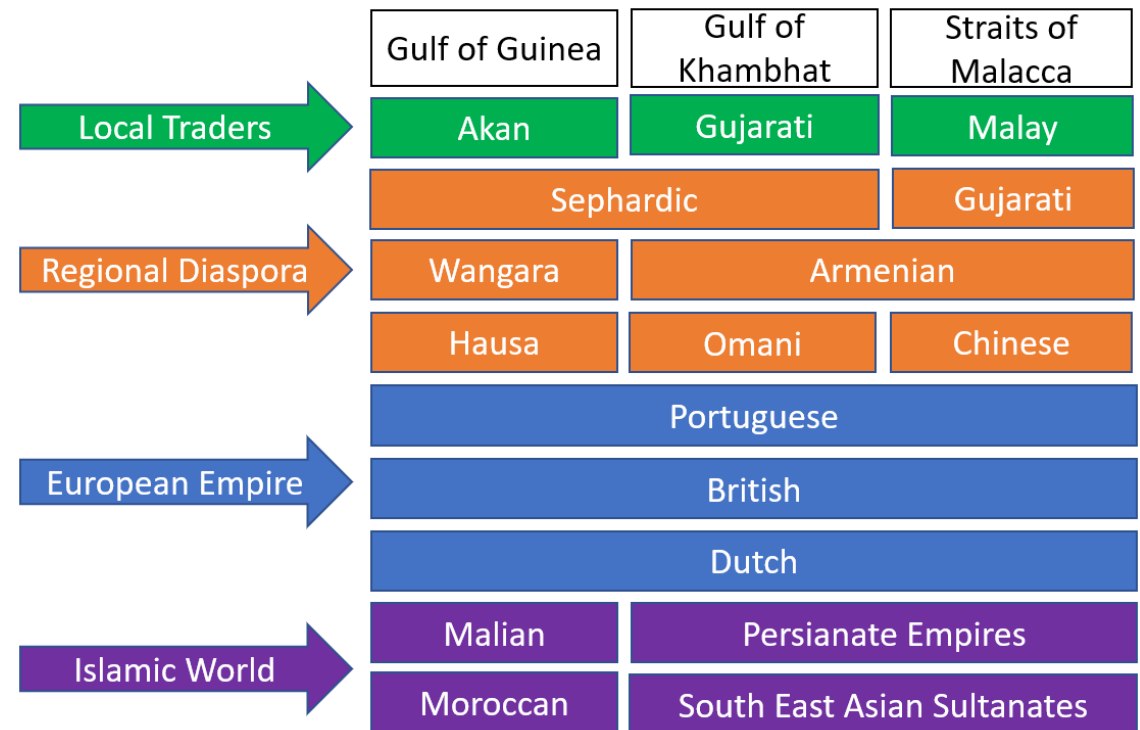 Gulf of Guinea
Gulf of
Khambhat
Straits of
Malacca
Local Traders
Akan
Gujarati
Malay
Sephardic
Gujarati
Regional Diaspora
Wangara
Armenian
Hausa
Omani
Chinese
Portuguese
European Empire
British
Dutch
Malian
Persianate Empires
Islamic World
Moroccan
South East Asian Sultanates